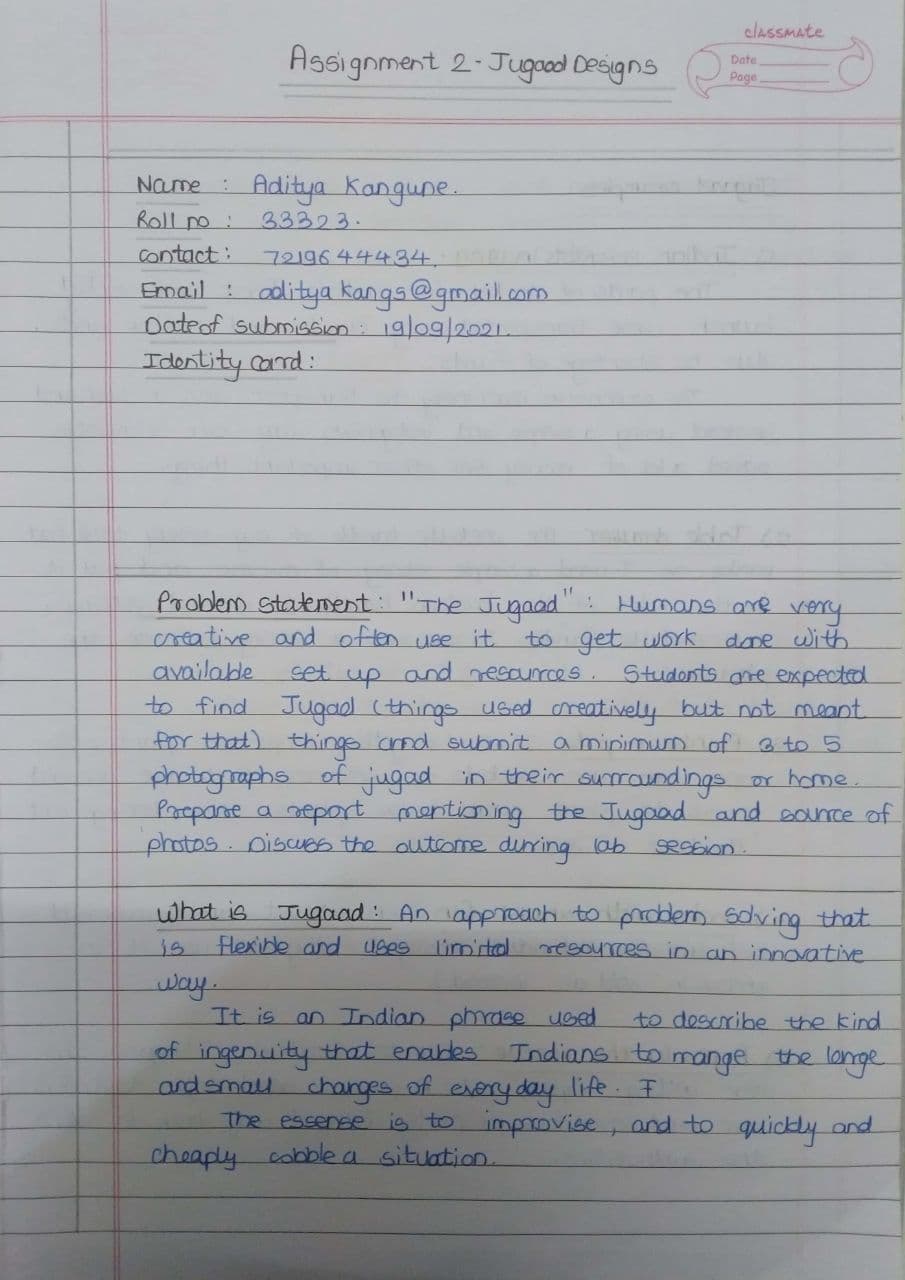 classmate
Assignment 2 - Jugaad Designs
Date
Page
Name : Aditya Kangune.
Roll no : 33323.
contact : 7219644434.
Email : aditya kangs@gmail.com
Date of submission : 19/09/2021.
Identity card :
Problem statement : "The Jugaad" : Humans are very
creative and often use it to get work done with
available set up and resources. Students are expected
to find Jugad (things used creatively but not meant
for that) things and submit a minimum of 3 to 5
photographs of jugad in their surroundings or home.
Prepare a report mentioning the Jugaad and source of
photos. Discuss the outcome during lab session.
What is Jugaad : An approach to problem solving that
is flexible and uses limited resources in an innovative
way.
It is an Indian phrase used to describe the kind
of ingenuity that enables Indians to mange the large
and small changes of everyday life.
The essense is to improvise, and to quickly and
cheaply cobble a situation.